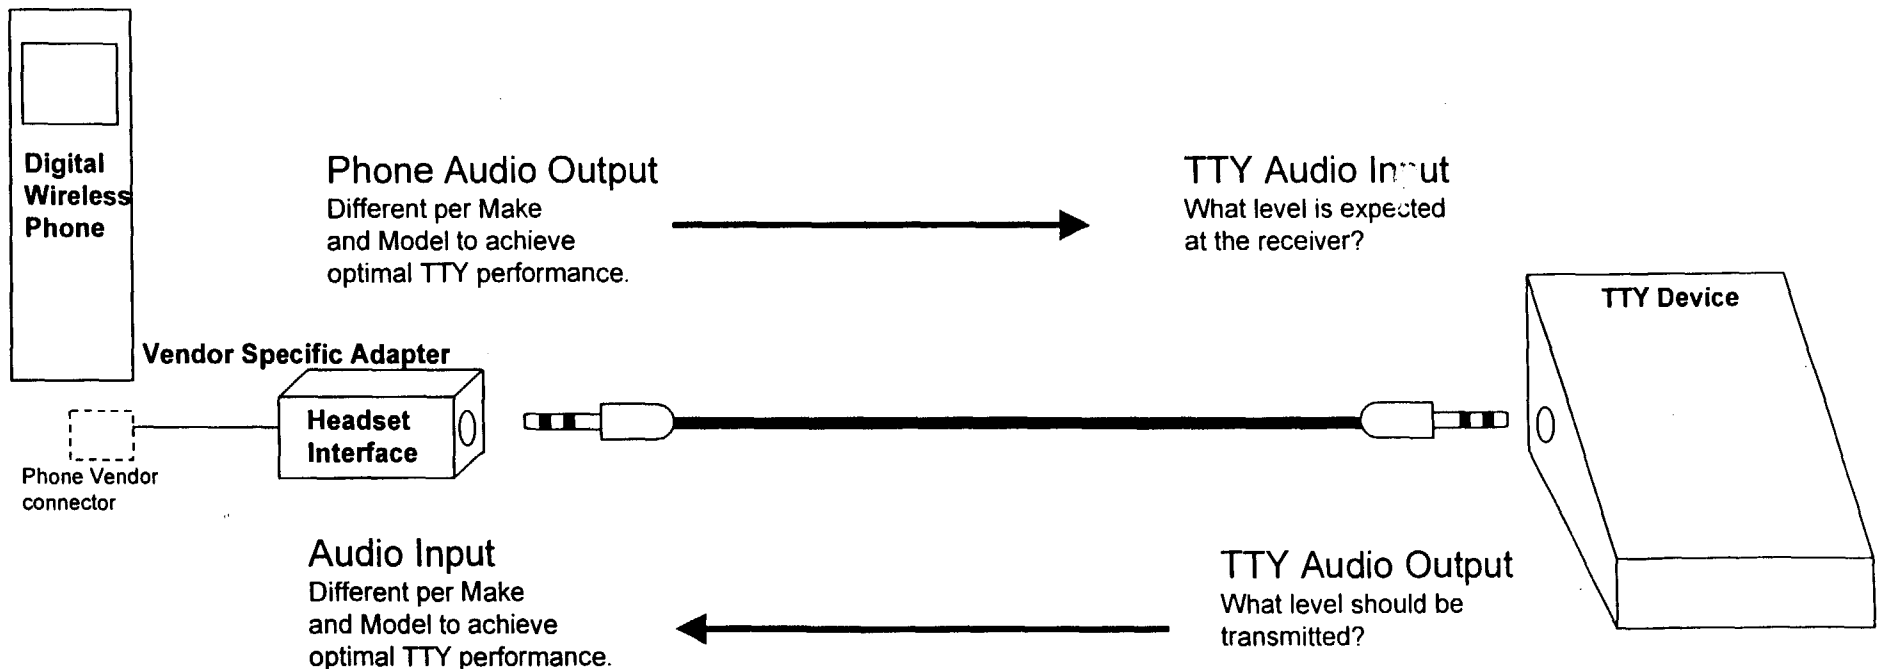 Digital
Wireless
Phone
Phone Audio Output
Different per Make
and Model to achieve
optimal TTY performance.
TTY Audio Input
What level is expected
at the receiver?
TTY Device
Vendor Specific Adapter
Headset
Interface
Phone Vendor
connector
Audio Input
Different per Make
and Model to achieve
optimal TTY performance.
TTY Audio Output
What level should be
transmitted?